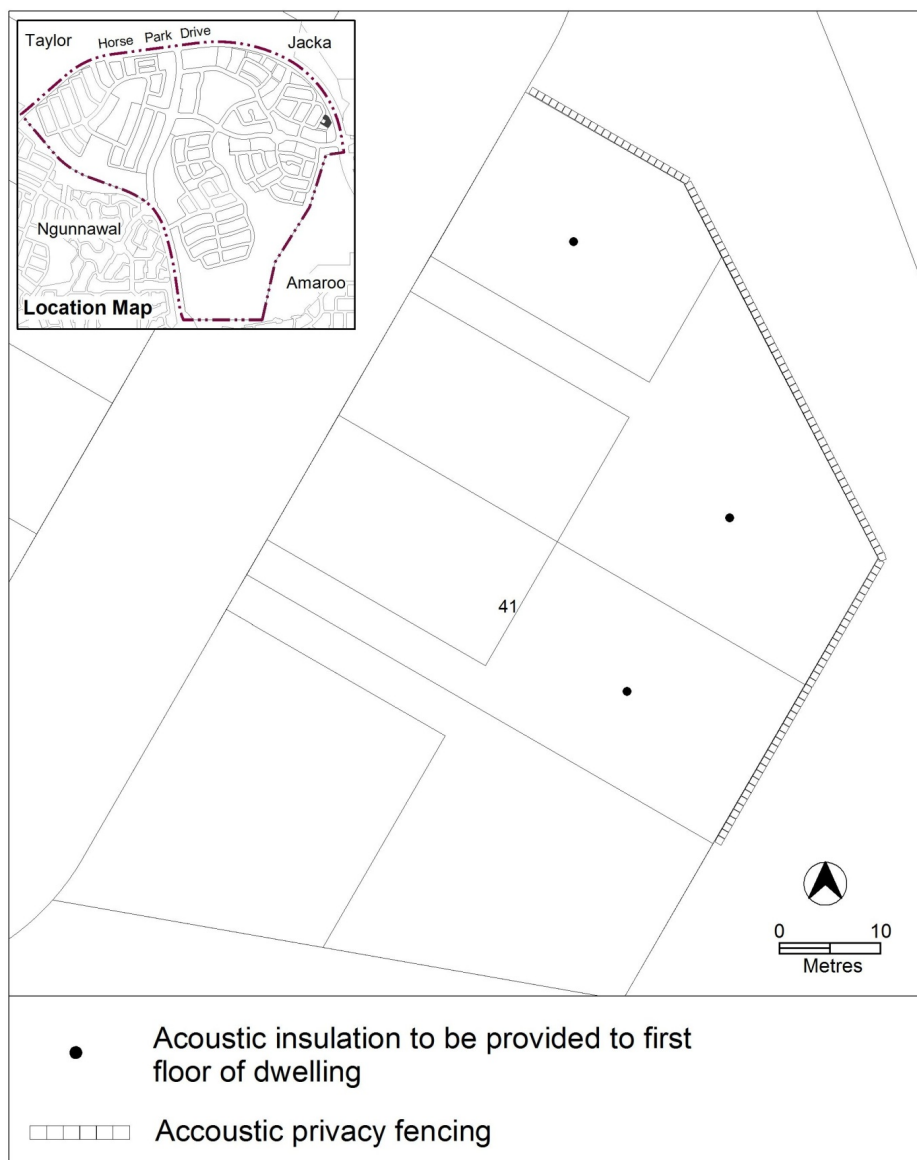 Taylor
Horse Park Drive
Jacka
Ngunnawal
Amaroo
Location Map
41
0 10
Metres
Acoustic insulation to be provided to first
floor of dwelling
Accoustic privacy fencing